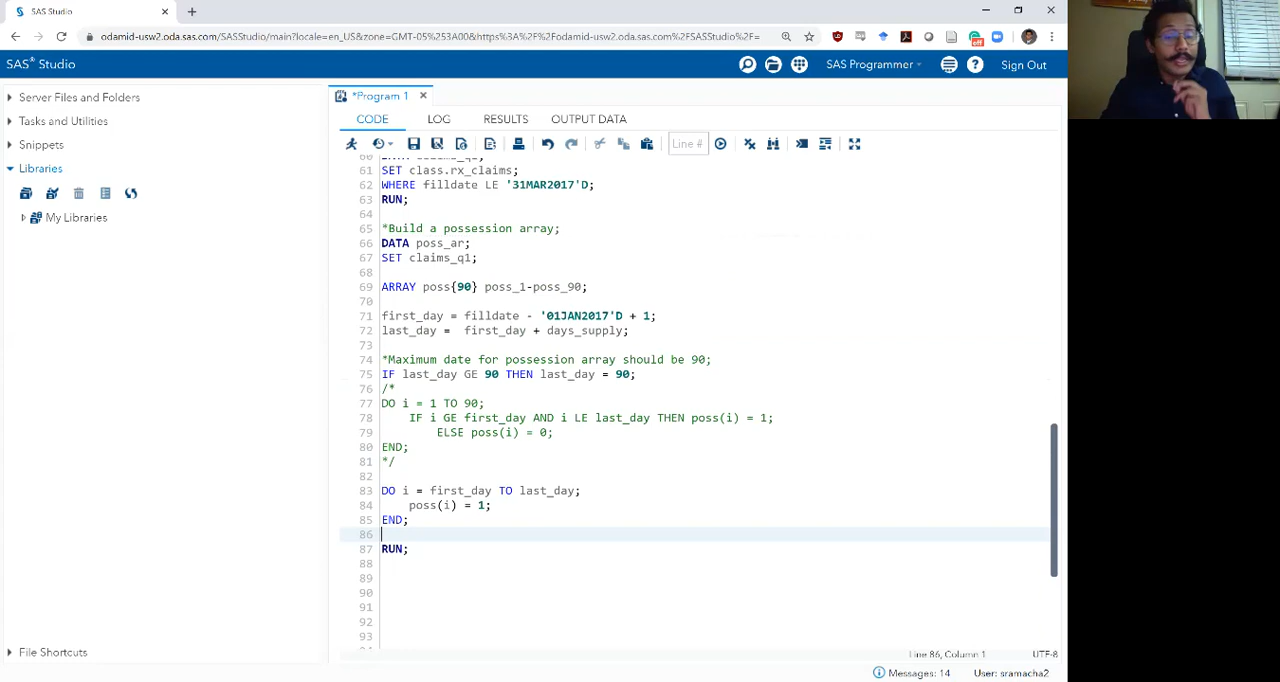 SAS Studio
odamid-usw2.oda.sas.com/SASStudio/main?locale=en_US&zone=GMT-05%253A00&https%3A%2F%2Fodamid-usw2.oda.sas.com%2FSASStudio%2F=
SAS® Studio
SAS Programmer
Sign Out
Server Files and Folders
Tasks and Utilities
Snippets
Libraries
My Libraries
File Shortcuts
*Program 1
CODE LOG RESULTS OUTPUT DATA
Line #
61 SET class.rx_claims;
62 WHERE filldate LE '31MAR2017'D;
63 RUN;
64
65 *Build a possession array;
66 DATA poss_ar;
67 SET claims_q1;
68
69 ARRAY poss{90} poss_1-poss_90;
70
71 first_day = filldate - '01JAN2017'D + 1;
72 last_day =  first_day + days_supply;
73
74 *Maximum date for possession array should be 90;
75 IF last_day GE 90 THEN last_day = 90;
76 /*
77 DO i = 1 TO 90;
78     IF i GE first_day AND i LE last_day THEN poss(i) = 1;
79         ELSE poss(i) = 0;
80 END;
81 */
82
83 DO i = first_day TO last_day;
84     poss(i) = 1;
85 END;
86
87 RUN;
88
89
90
91
92
93
Line 86, Column 1
UTF-8
Messages: 14
User: sramacha2